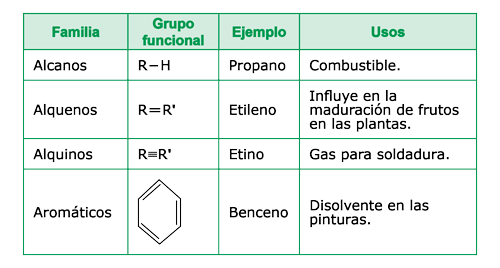 Familia Grupo funcional Ejemplo Usos
Alcanos R–H Propano Combustible.
Alquenos R=R' Etileno Influye en la
maduración de frutos
en las plantas.
Alquinos R≡R' Etino Gas para soldadura.
Aromáticos Benceno Disolvente en las
pinturas.